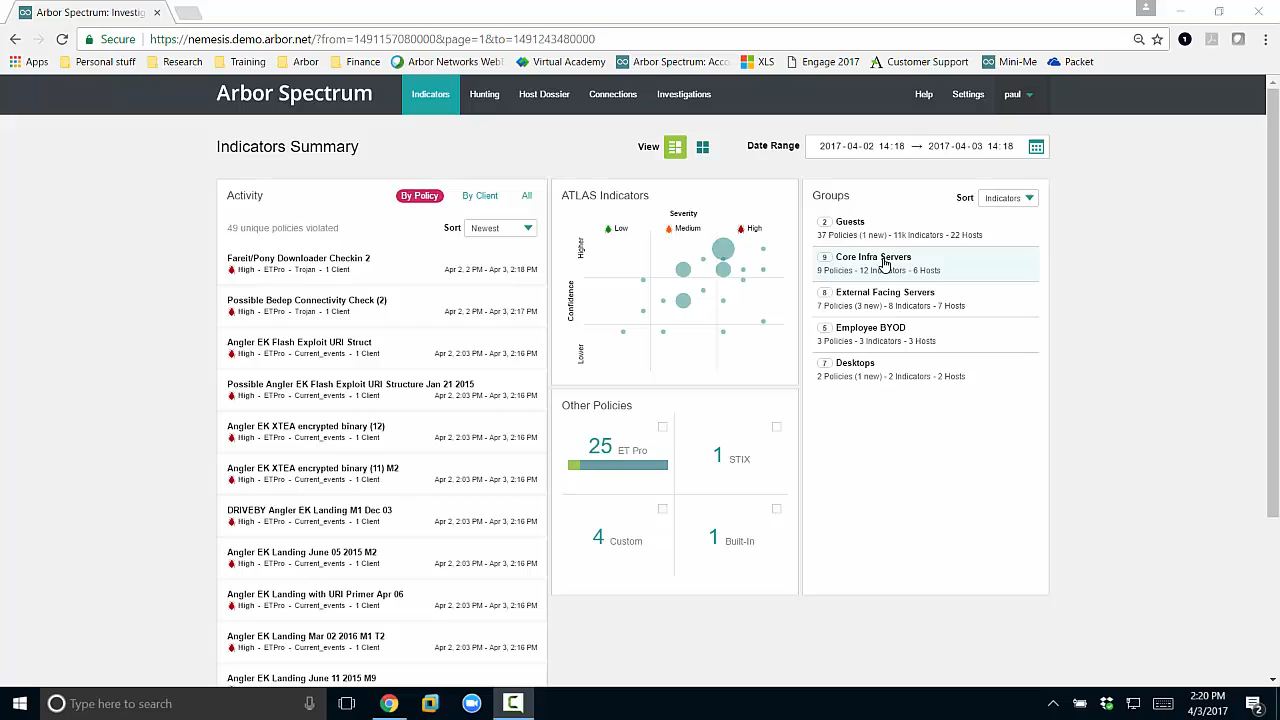 Arbor Spectrum: Investig
Secure
https://nemesis.demo.arbor.net/?from=1491157080000&page=1&to=1491243480000
Apps
Personal stuff
Research
Training
Arbor
Finance
Arbor Networks WebE
Virtual Academy
Arbor Spectrum: Acco
XLS
Engage 2017
Customer Support
Mini-Me
Packet
Arbor Spectrum
Indicators
Hunting
Host Dossier
Connections
Investigations
Help
Settings
paul
Indicators Summary
View
Date Range
2017-04-02 14:18 → 2017-04-03 14:18
Activity
By Policy
By Client
All
49 unique policies violated
Sort
Newest
Fareit/Pony Downloader Checkin 2
High - ETPro - Trojan - 1 Client
Apr 2, 2 PM - Apr 3, 2:18 PM
Possible Bedep Connectivity Check (2)
High - ETPro - Trojan - 1 Client
Apr 2, 2 PM - Apr 3, 2:17 PM
Angler EK Flash Exploit URI Struct
High - ETPro - Current_events - 1 Client
Apr 2, 2:03 PM - Apr 3, 2:16 PM
Possible Angler EK Flash Exploit URI Structure Jan 21 2015
High - ETPro - Current_events - 1 Client
Apr 2, 2:03 PM - Apr 3, 2:16 PM
Angler EK XTEA encrypted binary (12)
High - ETPro - Current_events - 1 Client
Apr 2, 2:03 PM - Apr 3, 2:16 PM
Angler EK XTEA encrypted binary (11) M2
High - ETPro - Current_events - 1 Client
Apr 2, 2:03 PM - Apr 3, 2:16 PM
DRIVEBY Angler EK Landing M1 Dec 03
High - ETPro - Current_events - 1 Client
Apr 2, 2:03 PM - Apr 3, 2:16 PM
Angler EK Landing June 05 2015 M2
High - ETPro - Current_events - 1 Client
Apr 2, 2:03 PM - Apr 3, 2:16 PM
Angler EK Landing with URI Primer Apr 06
High - ETPro - Current_events - 1 Client
Apr 2, 2:03 PM - Apr 3, 2:16 PM
Angler EK Landing Mar 02 2016 M1 T2
High - ETPro - Current_events - 1 Client
Apr 2, 2:03 PM - Apr 3, 2:16 PM
Angler EK Landing June 11 2015 M9
ATLAS Indicators
Severity
Low
Medium
High
Higher
Confidence
Lower
Other Policies
25 ET Pro
1 STIX
4 Custom
1 Built-In
Groups
Sort
Indicators
2 Guests
37 Policies (1 new) - 11k Indicators - 22 Hosts
9 Core Infra Servers
9 Policies - 12 Indicators - 6 Hosts
8 External Facing Servers
7 Policies (3 new) - 8 Indicators - 7 Hosts
5 Employee BYOD
3 Policies - 3 Indicators - 3 Hosts
7 Desktops
2 Policies (1 new) - 2 Indicators - 2 Hosts
Type here to search
2:20 PM
4/3/2017
2